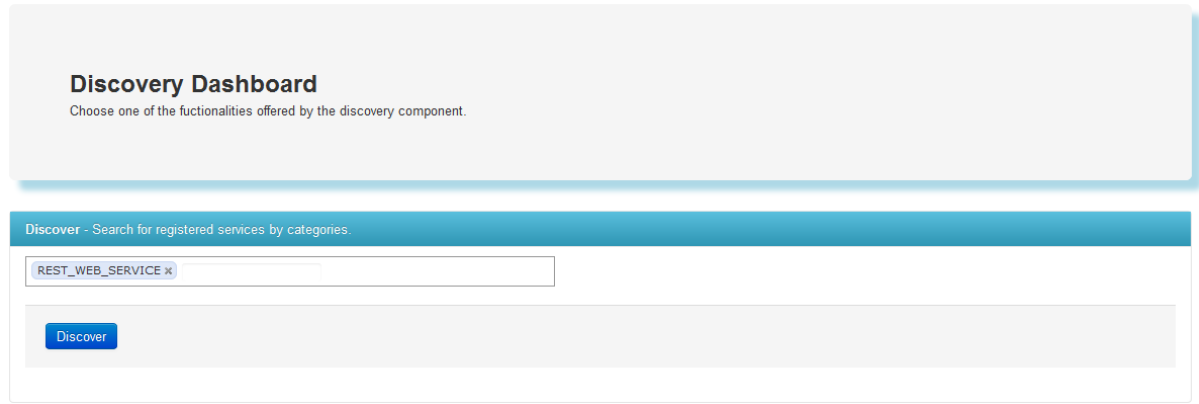 Discovery Dashboard
Choose one of the fuctionalities offered by the discovery component.
Discover - Search for registered services by categories.
REST_WEB_SERVICE x
Discover